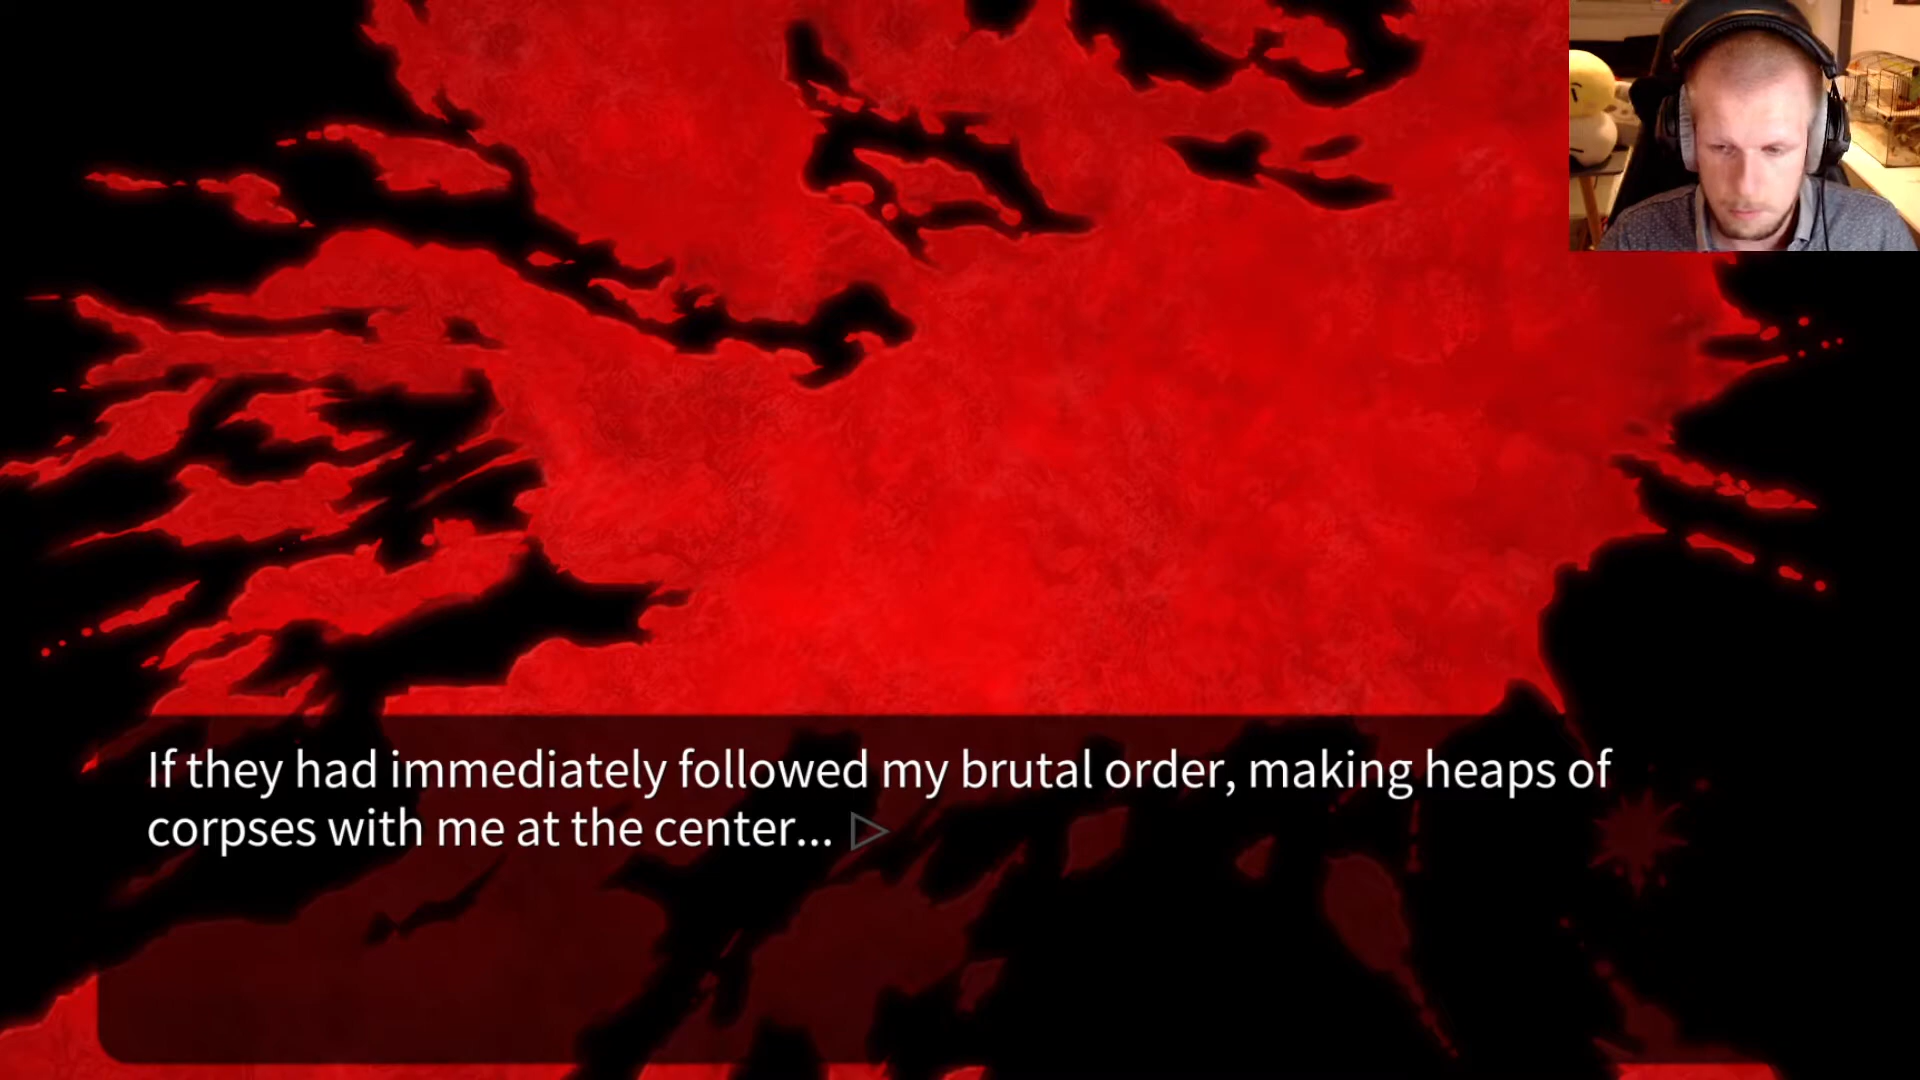 If they had immediately followed my brutal order, making heaps of
corpses with me at the center...